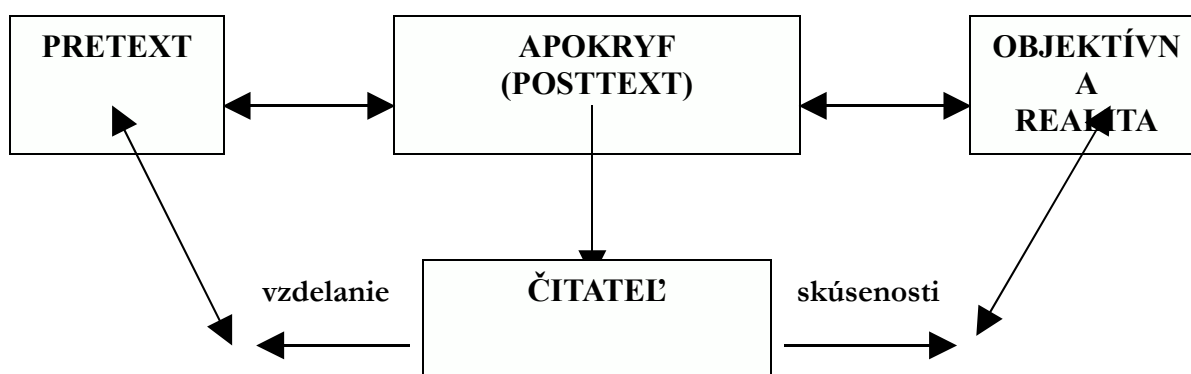 PRETEXT
APOKRYF
(POSTTEXT)
OBJEKTÍVN
A
REALITA
vzdelanie
ČITATEĽ
skúsenosti